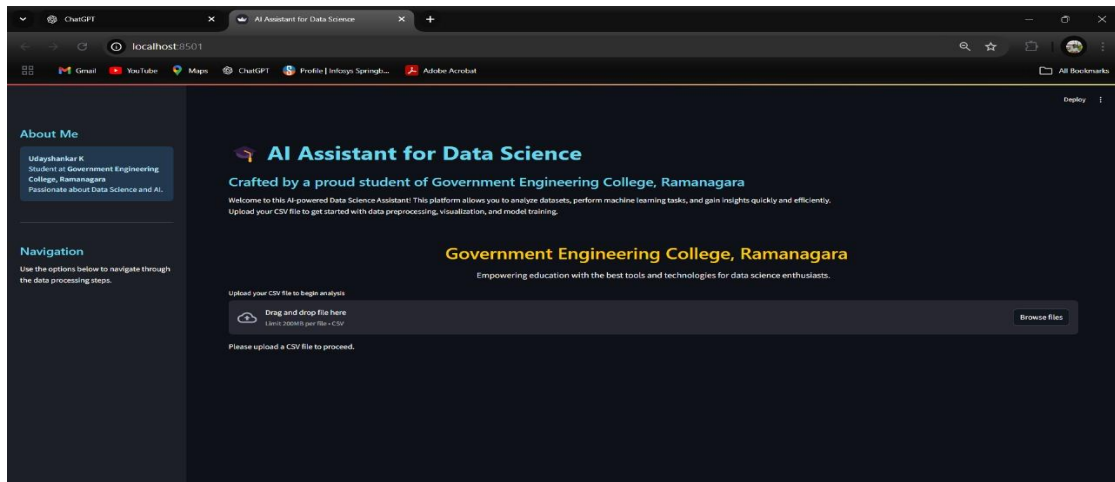 ChatGPT
AI Assistant for Data Science
localhost:8501
Gmail
YouTube
Maps
ChatGPT
Profile | Infosys Springb...
Adobe Acrobat
All Bookmarks
Deploy
About Me
Udayshankar K
Student at Government Engineering
College, Ramanagara
Passionate about Data Science and AI.
Navigation
Use the options below to navigate through
the data processing steps.
AI Assistant for Data Science
Crafted by a proud student of Government Engineering College, Ramanagara
Welcome to this AI-powered Data Science Assistant! This platform allows you to analyze datasets, perform machine learning tasks, and gain insights quickly and efficiently.
Upload your CSV file to get started with data preprocessing, visualization, and model training.
Government Engineering College, Ramanagara
Empowering education with the best tools and technologies for data science enthusiasts.
Upload your CSV file to begin analysis
Drag and drop file here
Limit 200MB per file • CSV
Browse files
Please upload a CSV file to proceed.